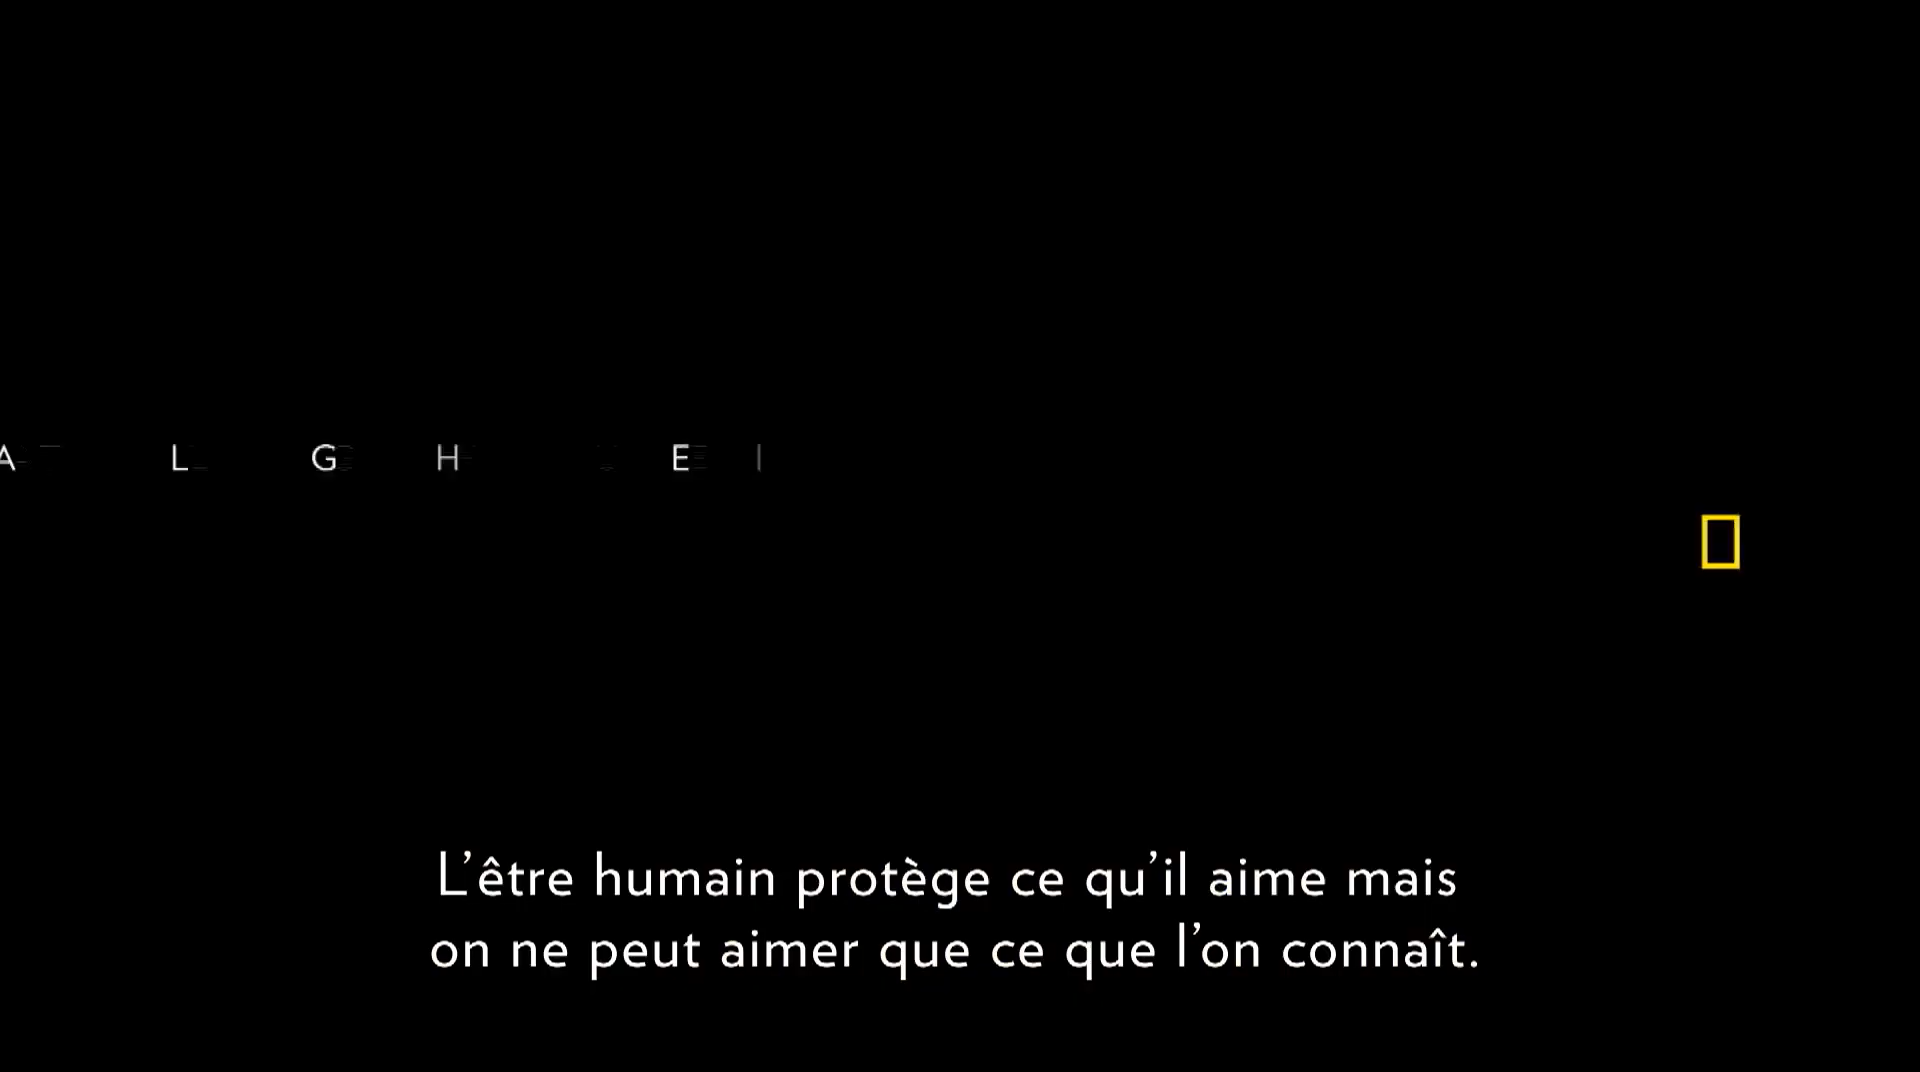 A L G H E I
L'être humain protège ce qu'il aime mais
on ne peut aimer que ce que l'on connaît.